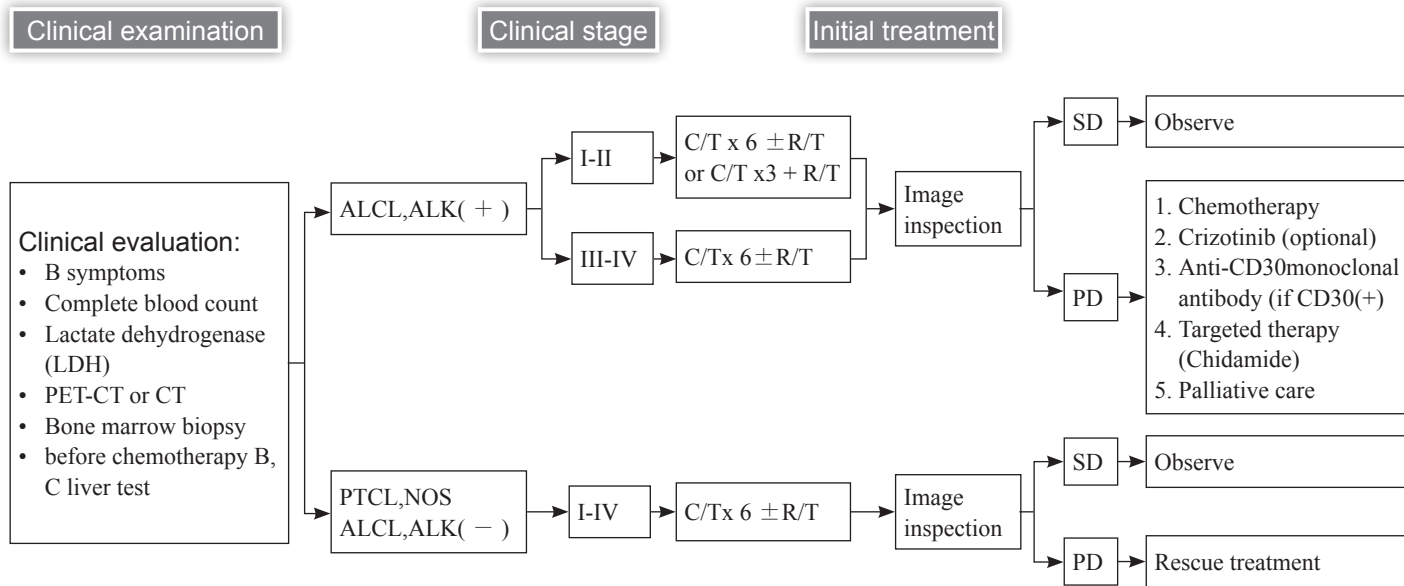 Clinical examination
Clinical stage
Initial treatment
Clinical evaluation:
• B symptoms
• Complete blood count
• Lactate dehydrogenase
(LDH)
• PET-CT or CT
• Bone marrow biopsy
• before chemotherapy B,
C liver test
ALCL,ALK( + )
I-II
C/T x 6 ±R/T
or C/T x3 + R/T
III-IV
C/Tx 6±R/T
Image
inspection
SD
Observe
PD
1. Chemotherapy
2. Crizotinib (optional)
3. Anti-CD30monoclonal
antibody (if CD30(+)
4. Targeted therapy
(Chidamide)
5. Palliative care
PTCL,NOS
ALCL,ALK( − )
I-IV
C/Tx 6 ±R/T
Image
inspection
SD
Observe
PD
Rescue treatment